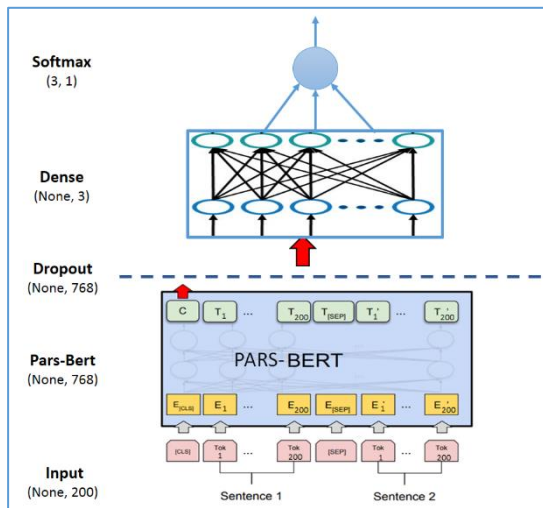 Softmax
(3, 1)
Dense
(None, 3)
Dropout
(None, 768)
C T1 ... T200 T[SEP] T1' ... T'200
Pars-Bert
(None, 768)
PARS-BERT
E[CLS] E1 ... E200 E[SEP] E1' ... E'200
Input
(None, 200)
[CLS] Tok 1 ... Tok 200 [SEP] Tok 1 ... Tok 200
Sentence 1 Sentence 2